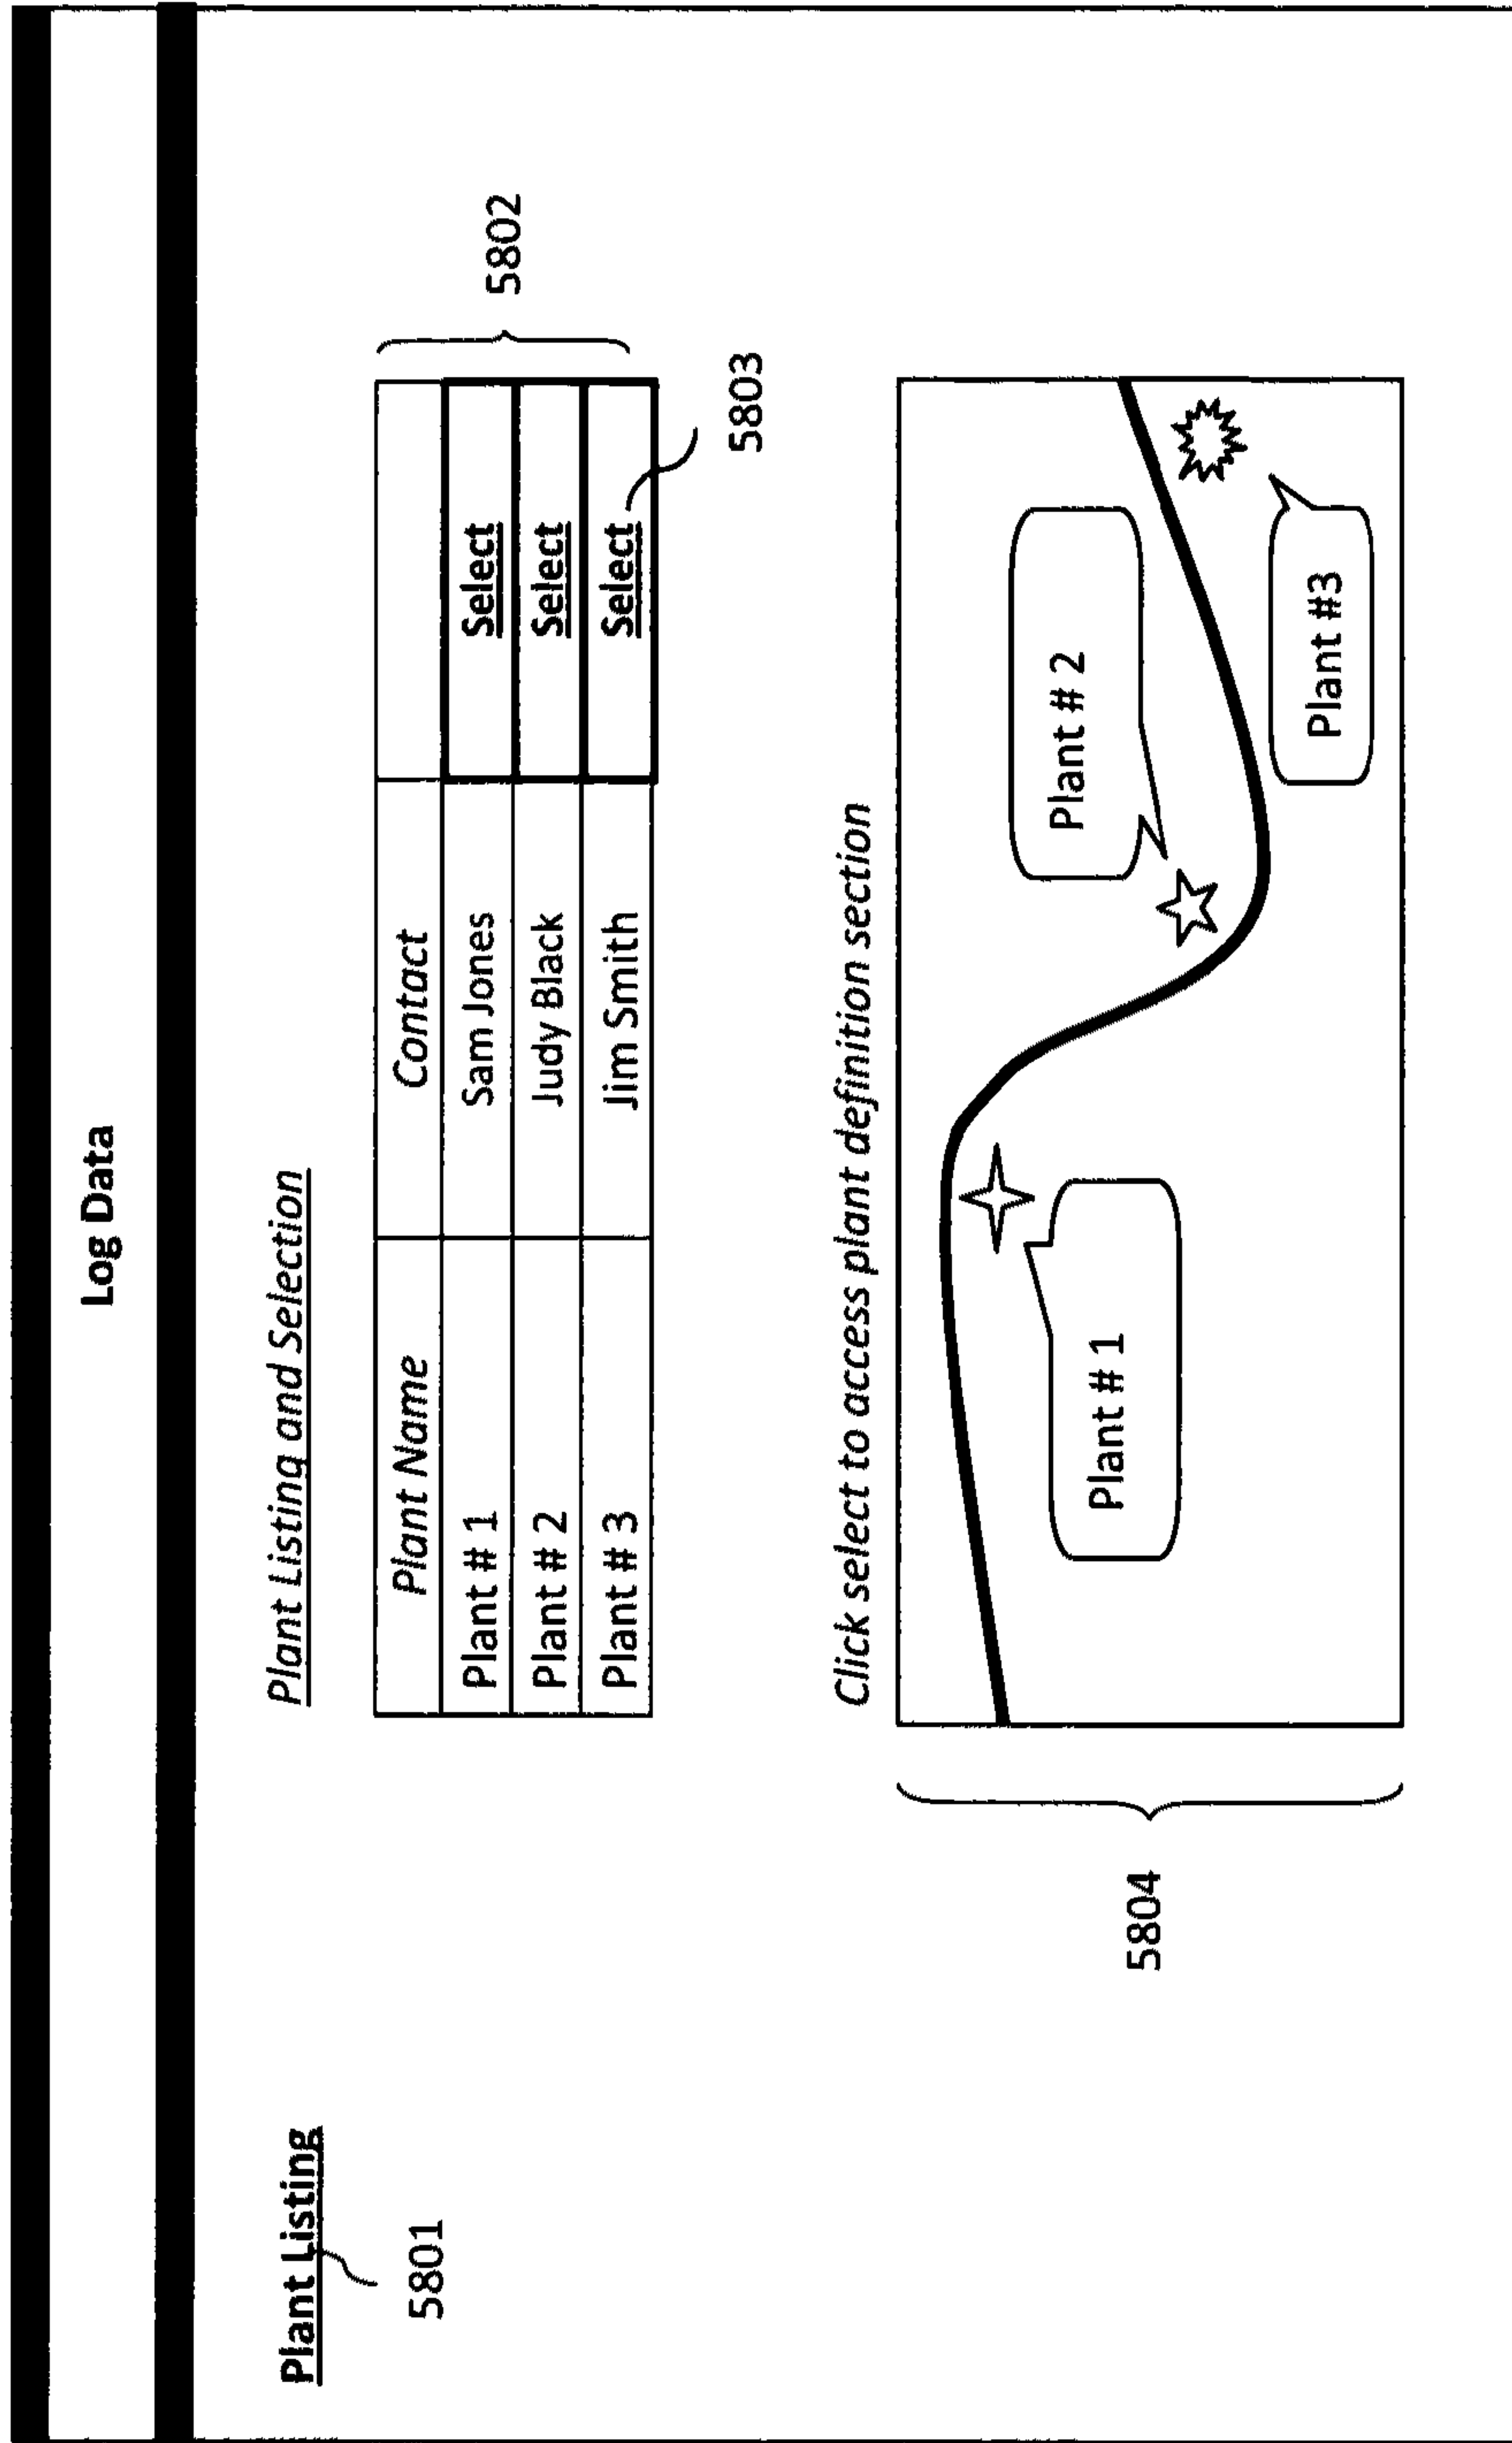 Log Data
Plant Listing
5801
Plant Listing and Selection
Plant Name Contact
Plant # 1 Sam Jones Select
Plant # 2 Judy Black Select
Plant # 3 Jim Smith Select
5802
5803
Click select to access plant definition section
Plant # 1
Plant # 2
Plant #3
5804